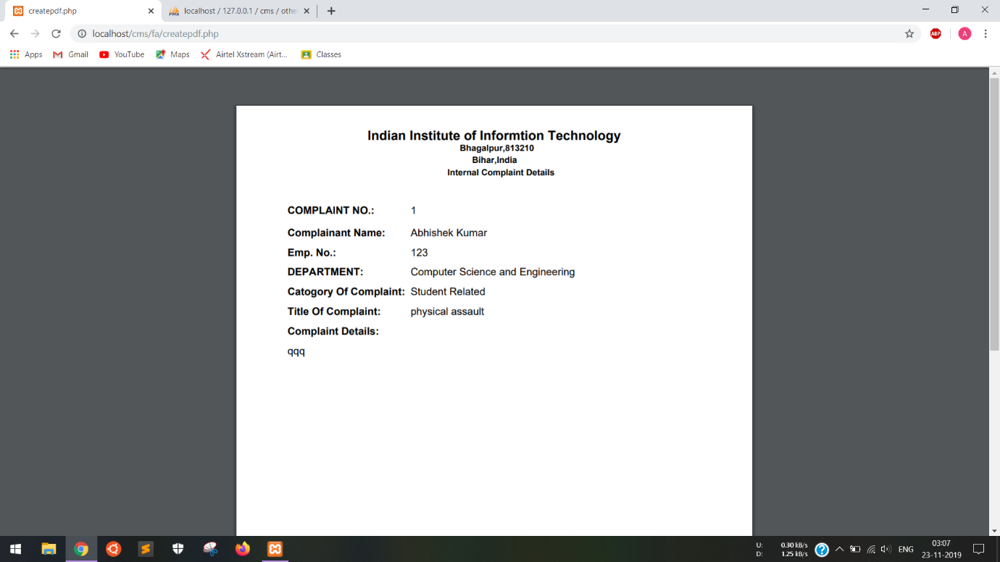 createpdf.php
localhost / 127.0.0.1 / cms / othe
localhost/cms/fa/createpdf.php
ABP
A
Apps Gmail YouTube Maps Airtel Xstream (Airt... Classes
Indian Institute of Informtion Technology
Bhagalpur,813210
Bihar,India
Internal Complaint Details
COMPLAINT NO.: 1
Complainant Name: Abhishek Kumar
Emp. No.: 123
DEPARTMENT: Computer Science and Engineering
Catogory Of Complaint: Student Related
Title Of Complaint: physical assault
Complaint Details:
qqq
U: 0.30 kB/s
D: 1.25 kB/s
ENG
03:07
23-11-2019